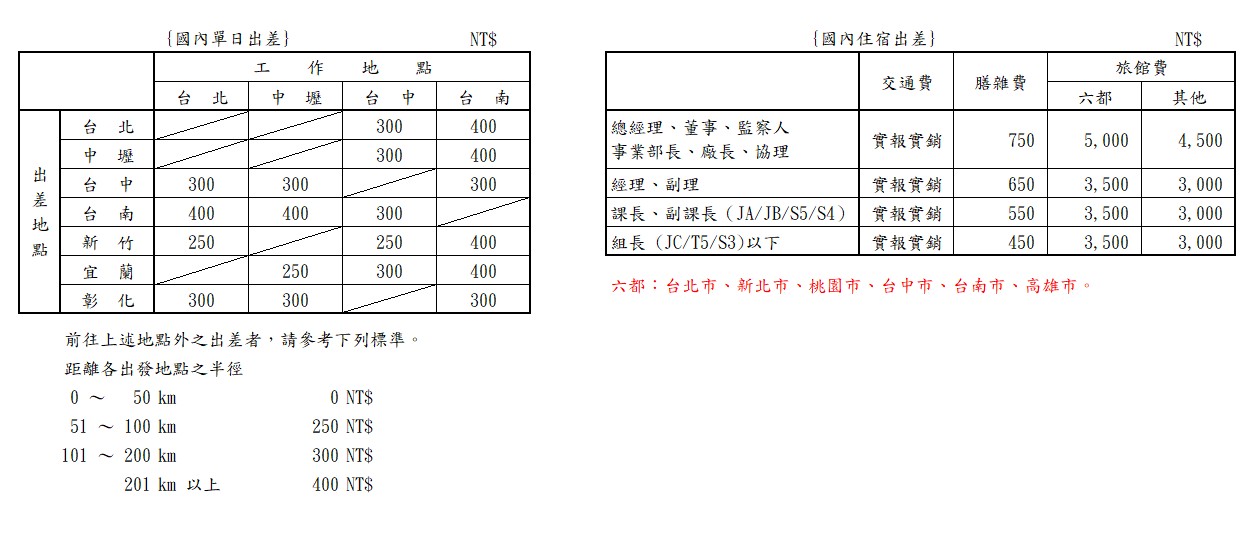 {國內單日出差} NT$
工 作 地 點
台 北 中 壢 台 中 台 南
出差地點
台 北 300 400
中 壢 300 400
台 中 300 300 300
台 南 400 400 300
新 竹 250 250 400
宜 蘭 250 300 400
彰 化 300 300 300
前往上述地點外之出差者，請參考下列標準。
距離各出發地點之半徑
0 ～ 50 km 0 NT$
51 ～ 100 km 250 NT$
101 ～ 200 km 300 NT$
201 km 以上 400 NT$
{國內住宿出差} NT$
交通費 膳雜費 旅館費
六都 其他
總經理、董事、監察人
事業部長、廠長、協理 實報實銷 750 5,000 4,500
經理、副理 實報實銷 650 3,500 3,000
課長、副課長（JA/JB/S5/S4） 實報實銷 550 3,500 3,000
組長（JC/T5/S3)以下 實報實銷 450 3,500 3,000
六都：台北市、新北市、桃園市、台中市、台南市、高雄市。